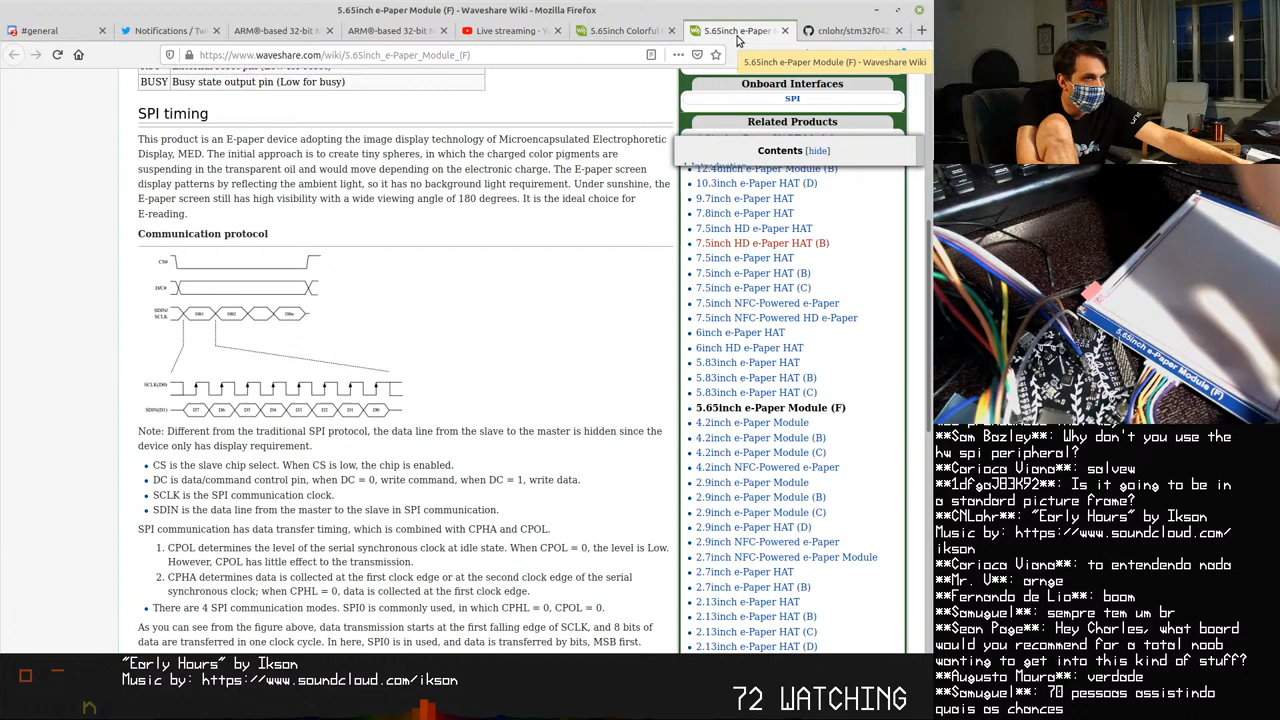 5.65inch e-Paper Module (F) - Waveshare Wiki - Mozilla Firefox
#general
Notifications / Tw
ARM®-based 32-bit M
ARM®-based 32-bit M
Live streaming - Yo
5.65inch Colorful
5.65inch e-Paper M
cnlohr/stm32f042
https://www.waveshare.com/wiki/5.65inch_e-Paper_Module_(F)
5.65inch e-Paper Module (F) - Waveshare Wiki
BUSY Busy state output pin (Low for busy)
SPI timing
This product is an E-paper device adopting the image display technology of Microencapsulated Electrophoretic
Display, MED. The initial approach is to create tiny spheres, in which the charged color pigments are
suspending in the transparent oil and would move depending on the electronic charge. The E-paper screen
display patterns by reflecting the ambient light, so it has no background light requirement. Under sunshine, the
E-paper screen still has high visibility with a wide viewing angle of 180 degrees. It is the ideal choice for
E-reading.
Communication protocol
CS#
D/C#
SDIN/
SCLK
DB1
DB2
DBn
SCLK(D0)
SDIN(D1)
D7
D6
D5
D4
D3
D2
D1
D0
Note: Different from the traditional SPI protocol, the data line from the slave to the master is hidden since the
device only has display requirement.
CS is the slave chip select. When CS is low, the chip is enabled.
DC is data/command control pin, when DC = 0, write command, when DC = 1, write data.
SCLK is the SPI communication clock.
SDIN is the data line from the master to the slave in SPI communication.
SPI communication has data transfer timing, which is combined with CPHA and CPOL.
1. CPOL determines the level of the serial synchronous clock at idle state. When CPOL = 0, the level is Low.
However, CPOL has little effect to the transmission.
2. CPHA determines data is collected at the first clock edge or at the second clock edge of the serial
synchronous clock; when CPHL = 0, data is collected at the first clock edge.
There are 4 SPI communication modes. SPI0 is commonly used, in which CPHL = 0, CPOL = 0.
As you can see from the figure above, data transmission starts at the first falling edge of SCLK, and 8 bits of
data are transferred in one clock cycle. In here, SPI0 is in used, and data is transferred by bits, MSB first.
Onboard Interfaces
SPI
Related Products
Contents [hide]
1 Introduction
12.48inch e-Paper Module (B)
10.3inch e-Paper HAT (D)
9.7inch e-Paper HAT
7.8inch e-Paper HAT
7.5inch HD e-Paper HAT
7.5inch HD e-Paper HAT (B)
7.5inch e-Paper HAT
7.5inch e-Paper HAT (B)
7.5inch e-Paper HAT (C)
7.5inch NFC-Powered e-Paper
7.5inch NFC-Powered HD e-Paper
6inch e-Paper HAT
6inch HD e-Paper HAT
5.83inch e-Paper HAT
5.83inch e-Paper HAT (B)
5.83inch e-Paper HAT (C)
5.65inch e-Paper Module (F)
4.2inch e-Paper Module
4.2inch e-Paper Module (B)
4.2inch e-Paper Module (C)
4.2inch NFC-Powered e-Paper
2.9inch e-Paper Module
2.9inch e-Paper Module (B)
2.9inch e-Paper Module (C)
2.9inch e-Paper HAT (D)
2.9inch NFC-Powered e-Paper
2.7inch NFC-Powered e-Paper Module
2.7inch e-Paper HAT
2.7inch e-Paper HAT (B)
2.13inch e-Paper HAT
2.13inch e-Paper HAT (B)
2.13inch e-Paper HAT (C)
2.13inch e-Paper HAT (D)
5.65inch e-Paper Module (F)
**Sam Bazley**: Why don't you use the
hw spi peripheral?
**Carioca Viana**: salvew
**1dfgaJ83K92**: Is it going to be in
a standard picture frame?
**CNLohr**: "Early Hours" by Ikson
Music by: https://www.soundcloud.com/
ikson
**Carioca Viana**: to entendendo nada
**Mr. V**: arnge
**Fernando de Lio**: boom
**Samuguel**: sempre tem um br
**Sean Page**: Hey Charles, what board
would you recommend for a total noob
wanting to get into this kind of stuff?
**Augusto Moura**: verdade
**Samuguel**: 70 pessoas assistindo
quais as chances
"Early Hours" by Ikson
Music by: https://www.soundcloud.com/ikson
72 WATCHING